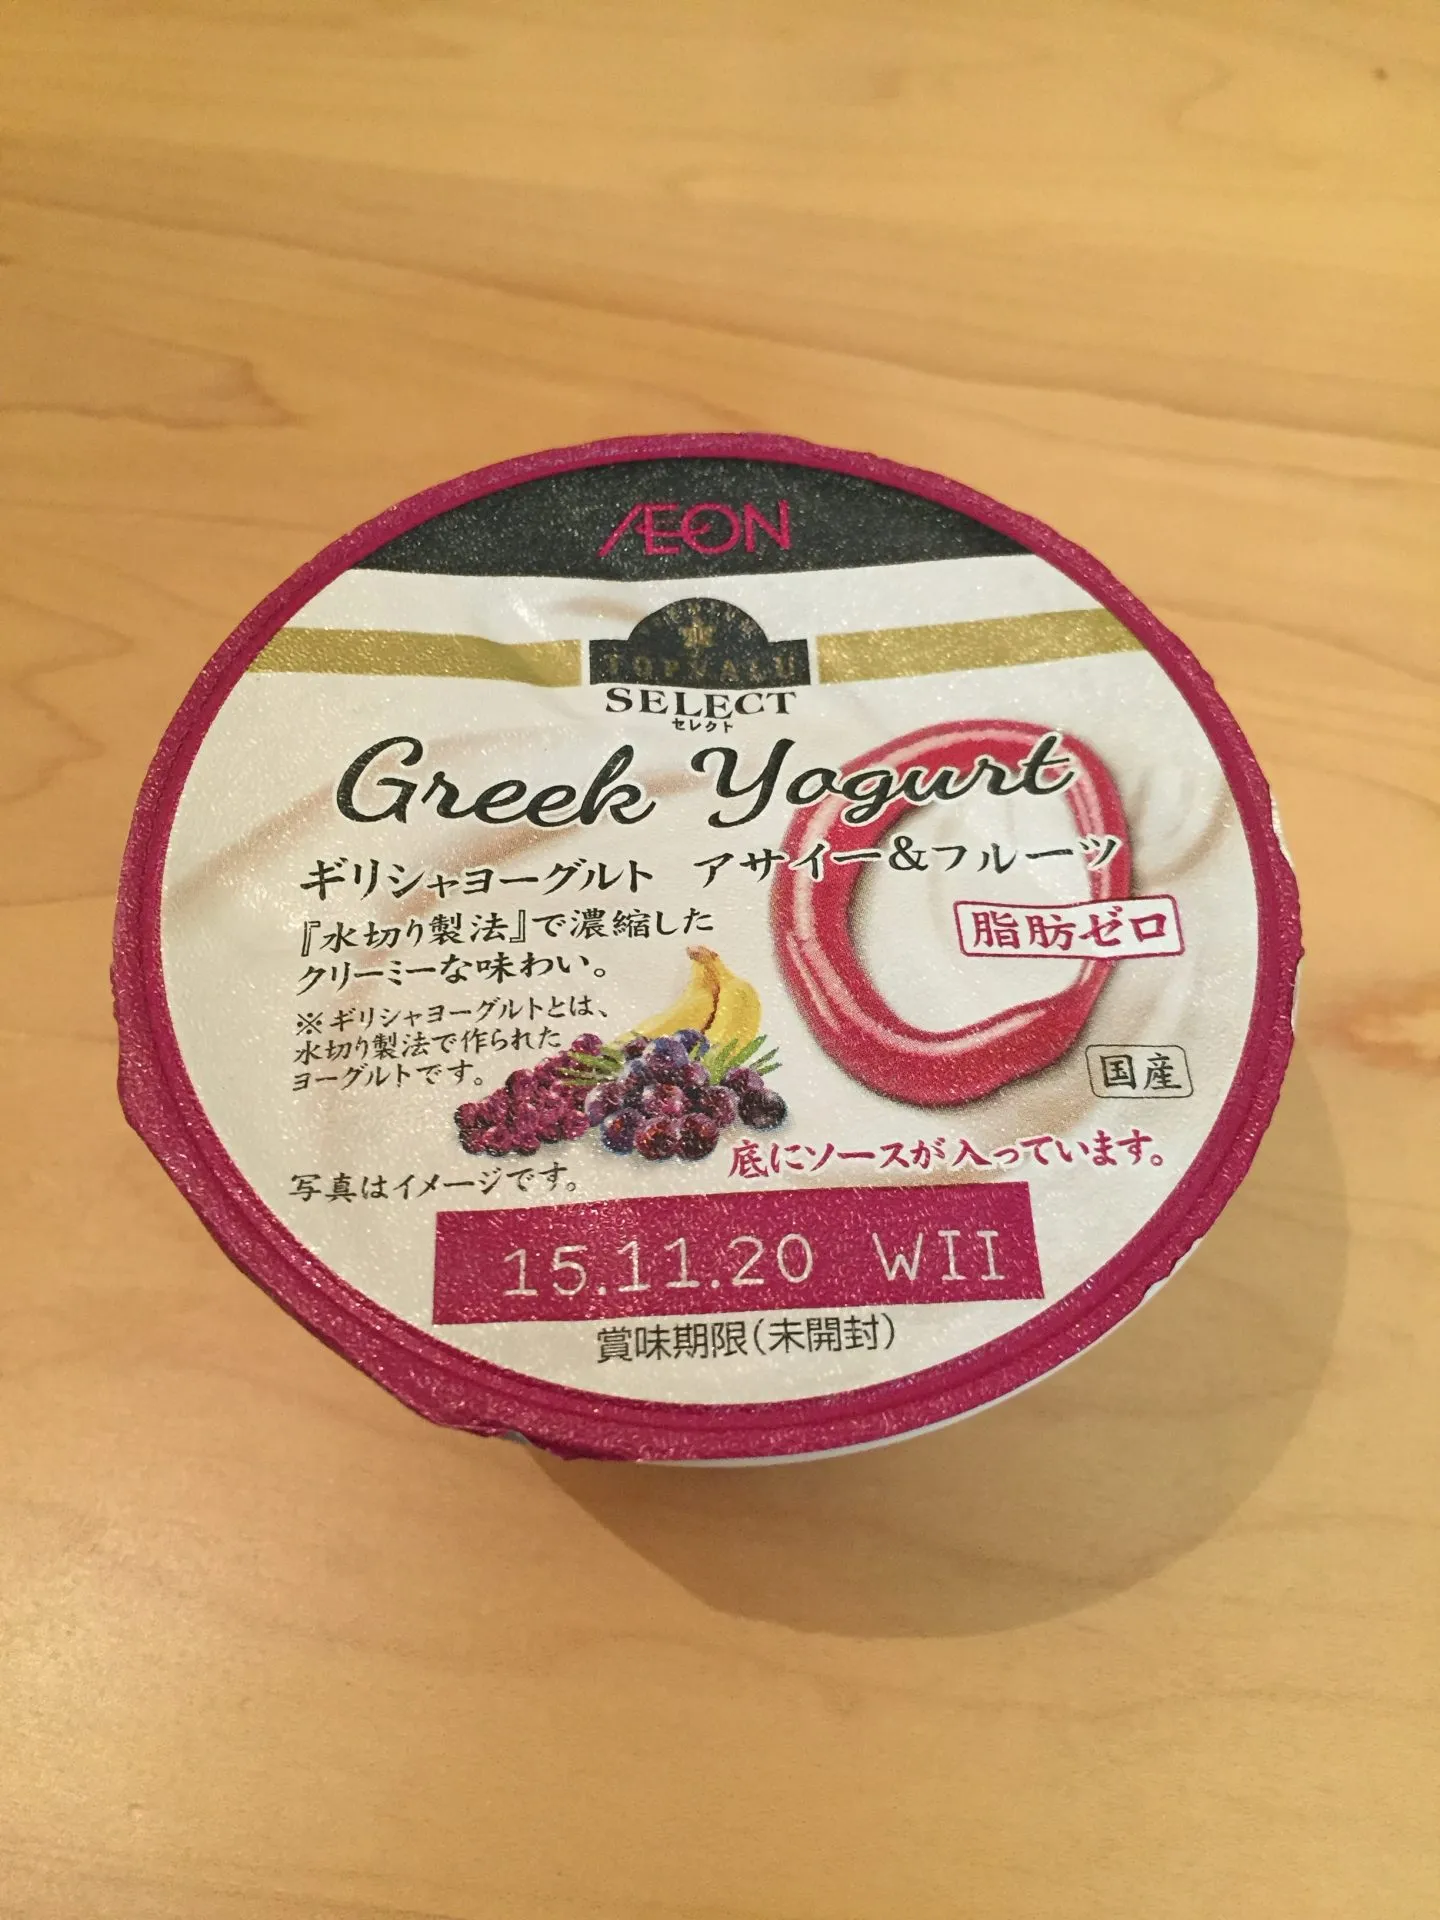 ÆON
TOPVALU
SELECT
セレクト
Greek Yogurt
ギリシャヨーグルト アサイー&フルーツ
『水切り製法』で濃縮した
クリーミーな味わい。
脂肪ゼロ
※ギリシャヨーグルトとは、
水切り製法で作られた
ヨーグルトです。
国産
底にソースが入っています。
写真はイメージです。
15.11.20 WII
賞味期限(未開封)